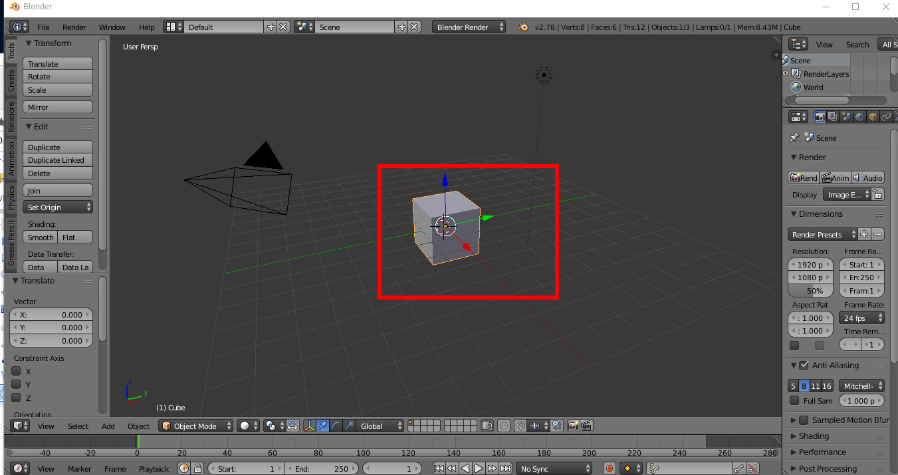 Blender
File Render Window Help Default Scene Blender Render v2.78 | Verts:8 | Faces:6 | Tris:12 | Objects:1/3 | Lamps:0/1 | Mem:8.43M | Cube
Tools
Create
Relations
Animation
Physics
Grease Pencil
Transform
Translate
Rotate
Scale
Mirror
Edit
Duplicate
Duplicate Linked
Delete
Join
Set Origin
Shading:
Smooth Flat
Data Transfer:
Data Data La
Translate
Vector
X: 0.000
Y: 0.000
Z: 0.000
Constraint Axis
X
Y
Z
Orientation
User Persp
(1) Cube
View Search All S
Scene
RenderLayers
World
Scene
Render
Rend Anim Audio
Display Image E...
Dimensions
Render Presets
Resolution: Frame Ra...
1920 p Start: 1
1080 p En:250
50% Fram:1
Aspect Rat Frame Rate:
: 1.000 24 fps
: 1.000 Time Rem...
1
Anti-Aliasing
5 8 11 16 Mitchell-
Full Sam 1.000 p
Sampled Motion Blur
Shading
Performance
Post Processing
View Select Add Object Object Mode Global
-40 -20 0 20 40 60 80 100 120 140 160 180 200 220 240 260 280
View Marker Frame Playback Start: 1 End: 250 1 No Sync